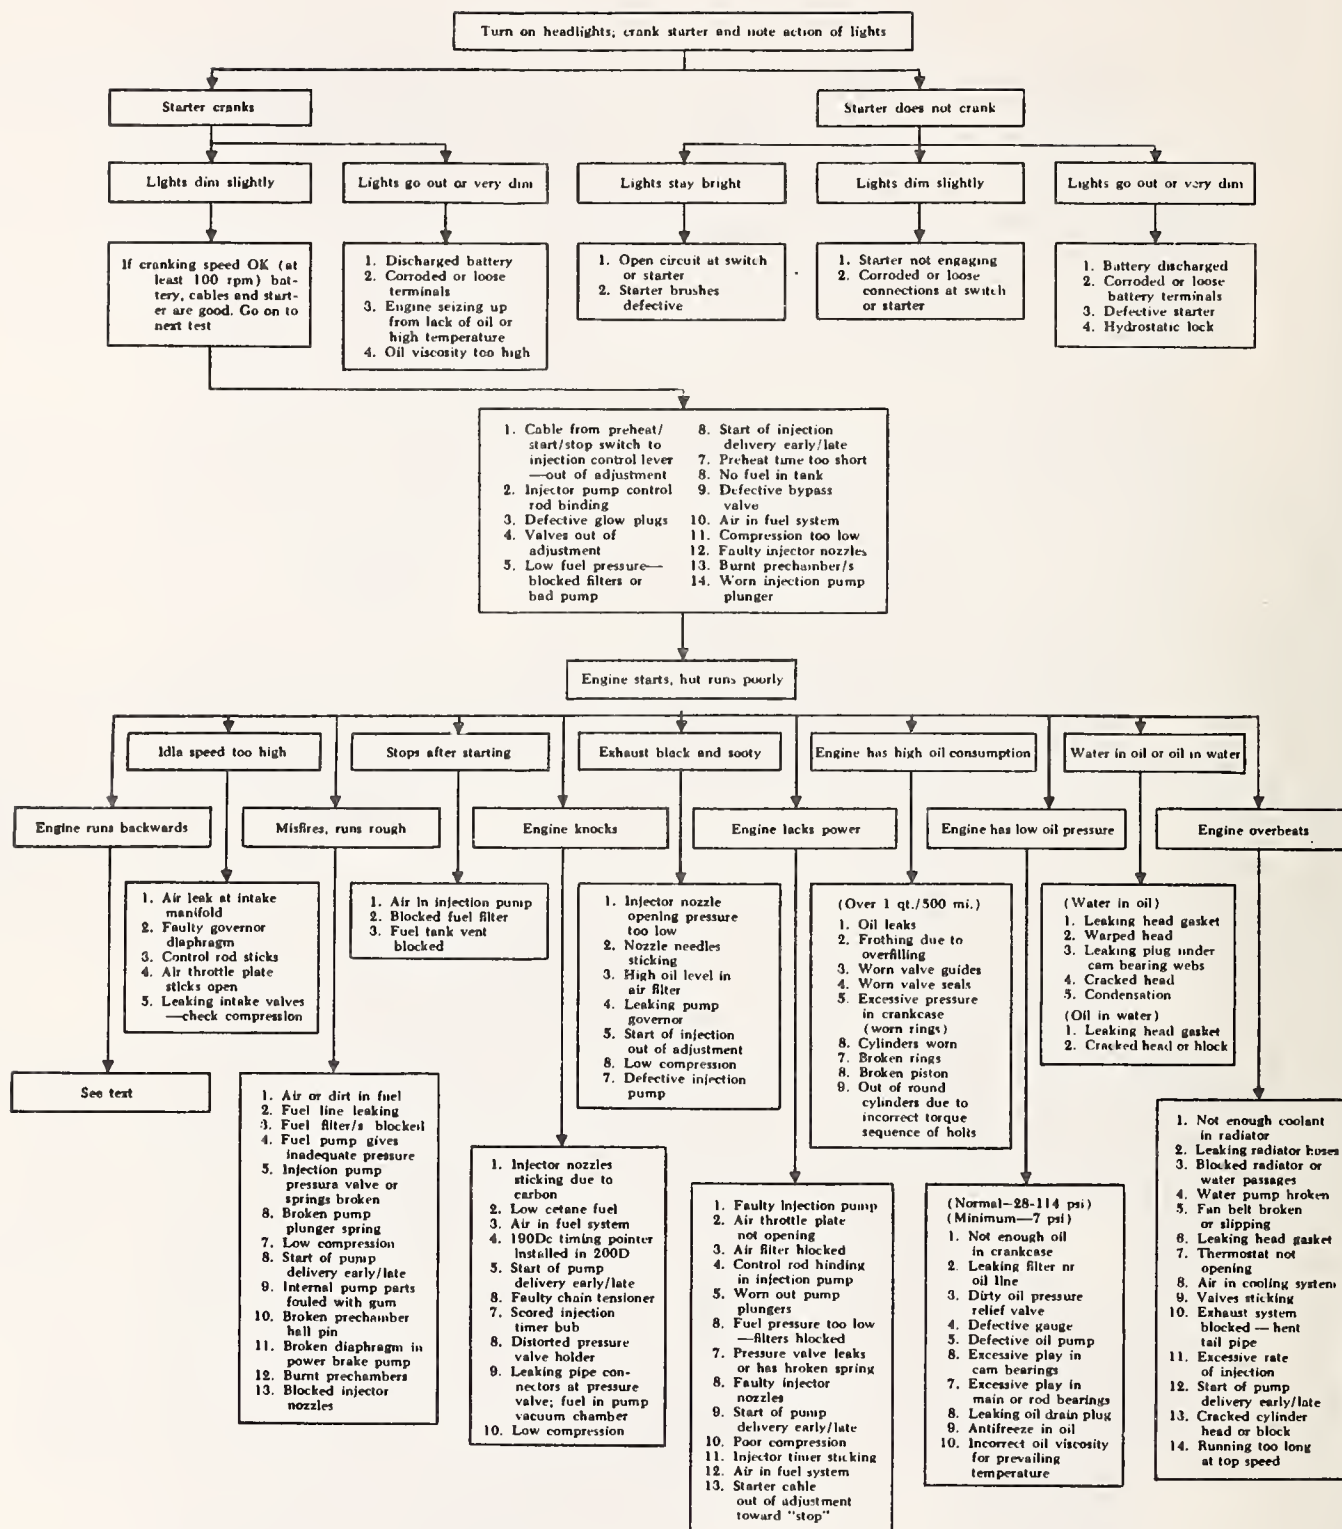 Turn on headlights; crank starter and note action of lights
Starter cranks
Starter does not crank
Lights dim slightly
Lights go out or very dim
Lights stay bright
Lights dim slightly
Lights go out or very dim
If cranking speed OK (at
least 100 rpm) bat-
tery, cables and start-
er are good. Go on to
next test
1. Discharged battery
2. Corroded or loose
terminals
3. Engine seizing up
from lack of oil or
high temperature
4. Oil viscosity too high
1. Open circuit at switch
or starter
2. Starter brushes
defective
1. Starter not engaging
2. Corroded or loose
connections at switch
or starter
1. Battery discharged
2. Corroded or loose
battery terminals
3. Defective starter
4. Hydrostatic lock
1. Cable from preheat/
start/stop switch to
injection control lever
—out of adjustment
2. Injector pump control
rod binding
3. Defective glow plugs
4. Valves out of
adjustment
5. Low fuel pressure—
blocked filters or
bad pump
8. Start of injection
delivery early/late
7. Preheat time too short
8. No fuel in tank
9. Defective bypass
valve
10. Air in fuel system
11. Compression too low
12. Faulty injector nozzles
13. Burnt prechamber/s
14. Worn injection pump
plunger
Engine starts, hut runs poorly
Idla speed too high
Stops after starting
Exhaust black and sooty
Engine has high oil consumption
Water in oil or oil in water
Engine runs backwards
Misfires, runs rough
Engine knocks
Engine lacks power
Engine has low oil pressure
Engine overbeats
1. Air leak at intake
manifold
2. Faulty governor
diaphragm
3. Control rod sticks
4. Air throttle plate
sticks open
5. Leaking intake valves
—check compression
1. Air in injection pump
2. Blocked fuel filter
3. Fuel tank vent
blocked
1. Injector nozzle
opening pressure
too low
2. Nozzle needles
sticking
3. High oil level in
air filter
4. Leaking pump
governor
5. Start of injection
out of adjustment
8. Low compression
7. Defective injection
pump
(Over 1 qt./500 mi.)
1. Oil leaks
2. Frothing due to
overfilling
3. Worn valve guides
4. Worn valve seals
5. Excessive pressure
in crankcase
(worn rings)
8. Cylinders worn
7. Broken rings
8. Broken piston
9. Out of round
cylinders due to
incorrect torque
sequence of holts
(Water in oil)
1. Leaking head gasket
2. Warped head
3. Leaking plug under
cam bearing webs
4. Cracked head
5. Condensation
(Oil in water)
1. Leaking head gasket
2. Cracked head or hlock
See text
1. Air or dirt in fuel
2. Fuel line leaking
3. Fuel filter/s blocked
4. Fuel pump gives
inadequate pressure
5. Injection pump
pressura valve or
springs broken
8. Broken pump
plunger spring
7. Low compression
8. Start of pump
delivery early/late
9. Internal pump parts
fouled with gum
10. Broken prechamber
hall pin
11. Broken diaphragm in
power brake pump
12. Burnt prechambers
13. Blocked injector
nozzles
1. Injector nozzles
sticking due to
carbon
2. Low cetane fuel
3. Air in fuel system
4. 190Dc timing pointer
Installed in 200D
5. Start of pump
delivery early/late
8. Faulty chain tensioner
7. Scored injection
timer bub
8. Distorted pressure
valve holder
9. Leaking pipe con-
nectors at pressure
valve; fuel in pump
vacuum chamber
10. Low compression
1. Faulty Injection pump
2. Air throttle plate
not opening
3. Air filter hlocked
4. Control rod hinding
in injection pump
5. Worn out pump
plungers
8. Fuel pressure too low
—filters hlocked
7. Pressure valve leaks
or has broken spring
8. Faulty injector
nozzles
9. Start of pump
delivery early/late
10. Poor compression
11. Injector timer sticking
12. Air in fuel system
13. Starter cahle
out of adjustment
toward "stop"
(Normal—28-114 psi)
(Minimum—7 psi)
1. Not enough oil
in crankcase
2. Leaking filter nr
oil line
3. Dirty oil pressure
relief valve
4. Defective gauge
5. Defective oil pump
8. Excessive play in
cam bearings
7. Excessive play in
main or rod bearings
8. Leaking oil drain plug
9. Antifreeze in oil
10. Incorrect oil viscosity
for prevailing
temperature
1. Not enough coolant
in radiator
2. Leaking radiator hoses
3. Blocked radiator or
water passages
4. Water pump hroken
5. Fan belt broken
or slipping
6. Leaking head gasket
7. Thermostat not
opening
8. Air in cooling system
9. Valves sticking
10. Exhaust system
blocked — hent
tail pipe
11. Excessive rate
of injection
12. Start of pump
delivery early/late
13. Cracked cylinder
head or block
14. Running too long
at top speed